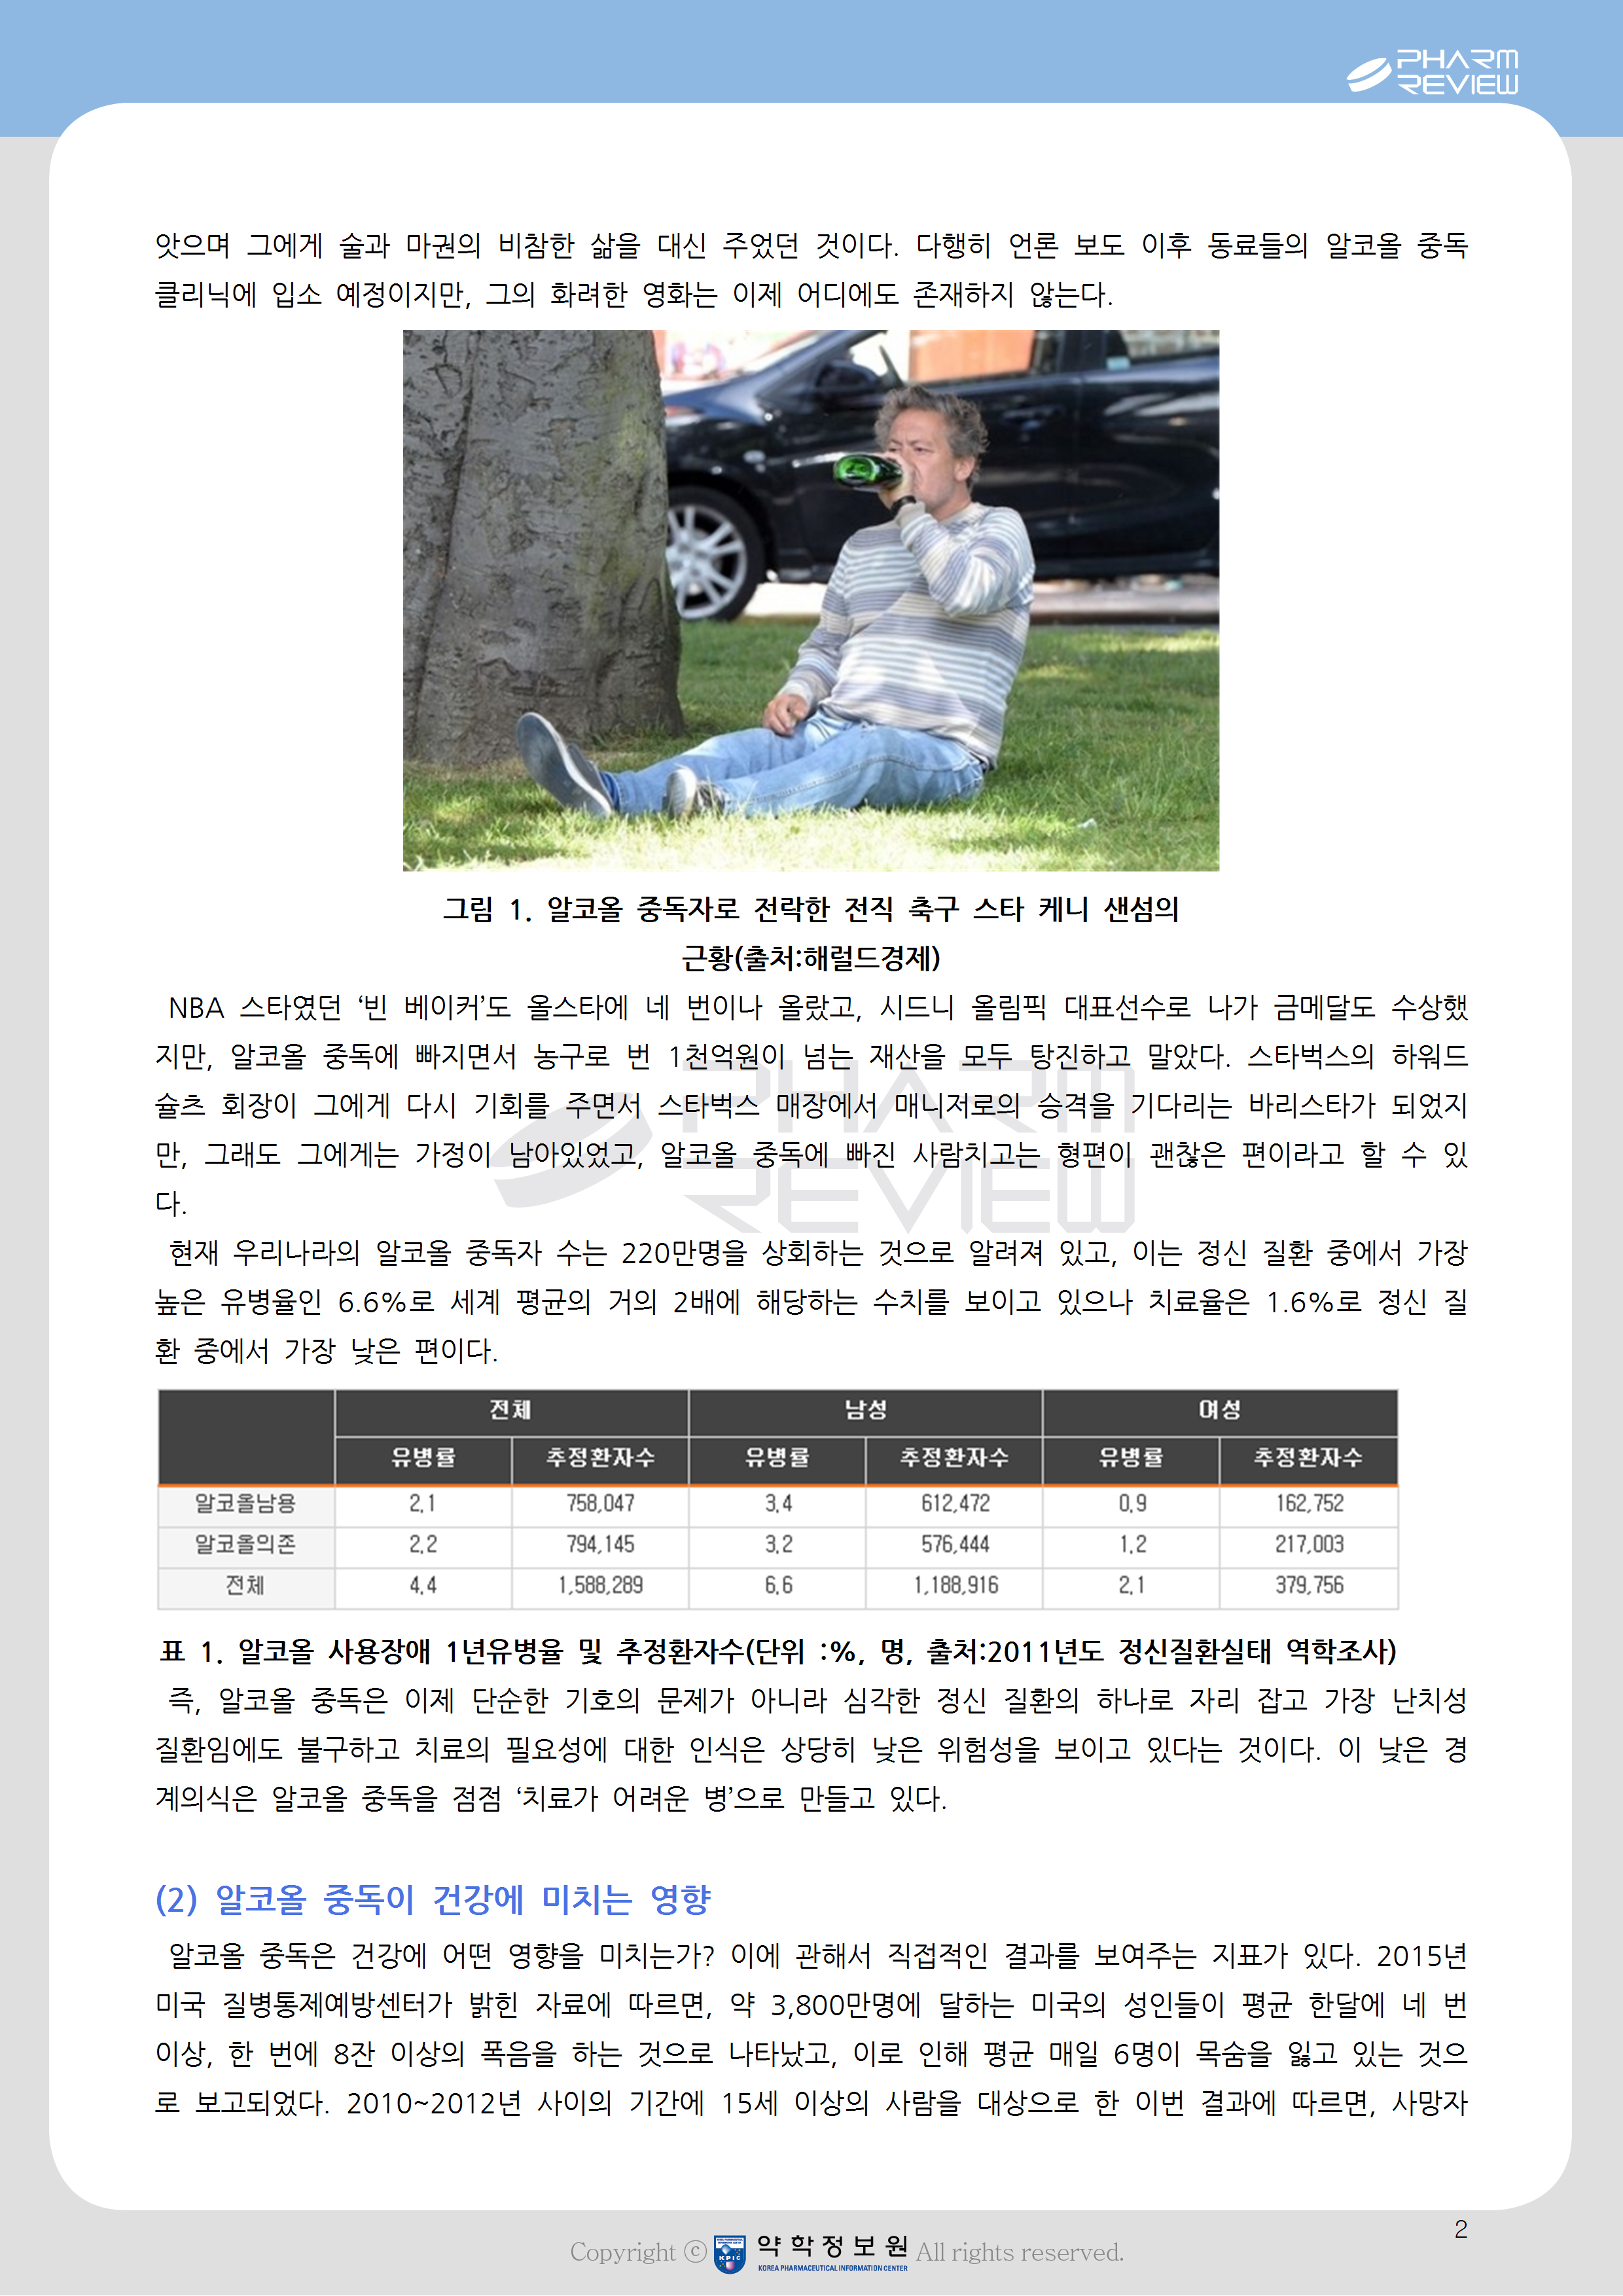 PHARM
REVIEW
앗으며 그에게 술과 마권의 비참한 삶을 대신 주었던 것이다. 다행히 언론 보도 이후 동료들의 알코올 중독
클리닉에 입소 예정이지만, 그의 화려한 영화는 이제 어디에도 존재하지 않는다.
그림 1. 알코올 중독자로 전락한 전직 축구 스타 케니 샌섬의
근황(출처:해럴드경제)
NBA 스타였던 ‘빈 베이커’도 올스타에 네 번이나 올랐고, 시드니 올림픽 대표선수로 나가 금메달도 수상했
지만, 알코올 중독에 빠지면서 농구로 번 1천억원이 넘는 재산을 모두 탕진하고 말았다. 스타벅스의 하워드
슐츠 회장이 그에게 다시 기회를 주면서 스타벅스 매장에서 매니저로의 승격을 기다리는 바리스타가 되었지
만, 그래도 그에게는 가정이 남아있었고, 알코올 중독에 빠진 사람치고는 형편이 괜찮은 편이라고 할 수 있
다.
PHARM
REVIEW
현재 우리나라의 알코올 중독자 수는 220만명을 상회하는 것으로 알려져 있고, 이는 정신 질환 중에서 가장
높은 유병율인 6.6%로 세계 평균의 거의 2배에 해당하는 수치를 보이고 있으나 치료율은 1.6%로 정신 질
환 중에서 가장 낮은 편이다.
전체 남성 여성
유병률 추정환자수 유병률 추정환자수 유병률 추정환자수
알코올남용 2.1 758,047 3.4 612,472 0.9 162,752
알코올의존 2.2 794,145 3.2 576,444 1.2 217,003
전체 4.4 1,588,289 6.6 1,188,916 2.1 379,756
표 1. 알코올 사용장애 1년유병율 및 추정환자수(단위 :%, 명, 출처:2011년도 정신질환실태 역학조사)
즉, 알코올 중독은 이제 단순한 기호의 문제가 아니라 심각한 정신 질환의 하나로 자리 잡고 가장 난치성
질환임에도 불구하고 치료의 필요성에 대한 인식은 상당히 낮은 위험성을 보이고 있다는 것이다. 이 낮은 경
계의식은 알코올 중독을 점점 ‘치료가 어려운 병’으로 만들고 있다.
(2) 알코올 중독이 건강에 미치는 영향
알코올 중독은 건강에 어떤 영향을 미치는가? 이에 관해서 직접적인 결과를 보여주는 지표가 있다. 2015년
미국 질병통제예방센터가 밝힌 자료에 따르면, 약 3,800만명에 달하는 미국의 성인들이 평균 한달에 네 번
이상, 한 번에 8잔 이상의 폭음을 하는 것으로 나타났고, 이로 인해 평균 매일 6명이 목숨을 잃고 있는 것으
로 보고되었다. 2010~2012년 사이의 기간에 15세 이상의 사람을 대상으로 한 이번 결과에 따르면, 사망자
2
Copyright ⓒ KPIC 약학정보원 All rights reserved.
KOREA PHARMACEUTICAL INFORMATION CENTER